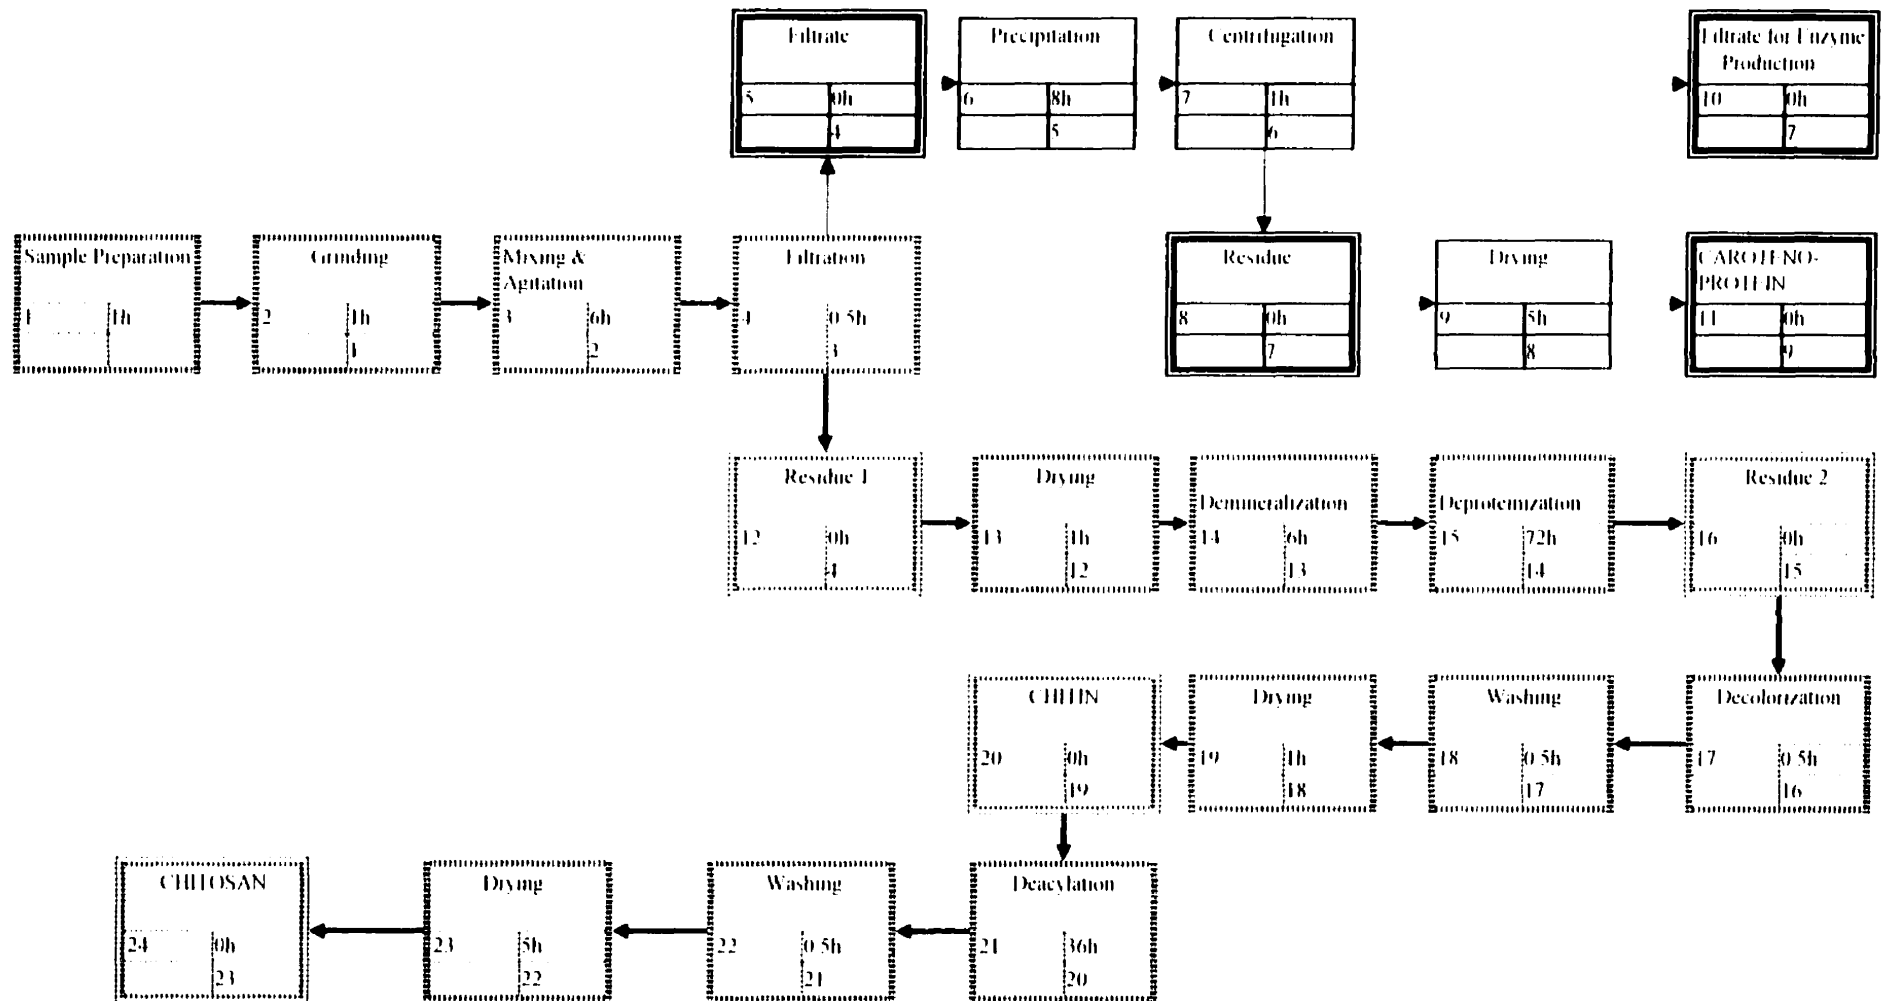 Filtrate
5 0h
4
Precipitation
6 8h
5
Centrifugation
7 1h
6
Filtrate for Enzyme
Production
10 0h
7
Sample Preparation
1 1h
Grinding
2 1h
1
Mixing &
Agitation
3 6h
2
Filtration
4 0.5h
3
Residue
8 0h
7
Drying
9 5h
8
CAROTENO-
PROTEIN
11 0h
9
Residue 1
12 0h
4
Drying
13 1h
12
Demineralization
14 6h
13
Deproteinization
15 72h
14
Residue 2
16 0h
15
CHITIN
20 0h
19
Drying
19 1h
18
Washing
18 0.5h
17
Decolorization
17 0.5h
16
CHITOSAN
24 0h
23
Drying
23 5h
22
Washing
22 0.5h
21
Deacylation
21 36h
20